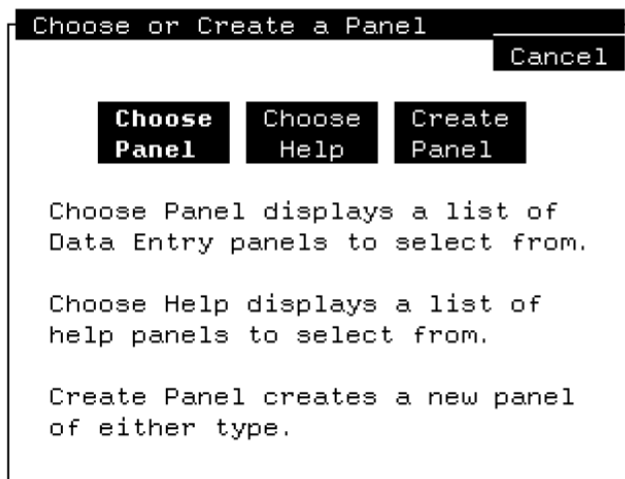 Choose or Create a Panel
Cancel
Choose Choose Create
Panel Help Panel
Choose Panel displays a list of
Data Entry panels to select from.
Choose Help displays a list of
help panels to select from.
Create Panel creates a new panel
of either type.